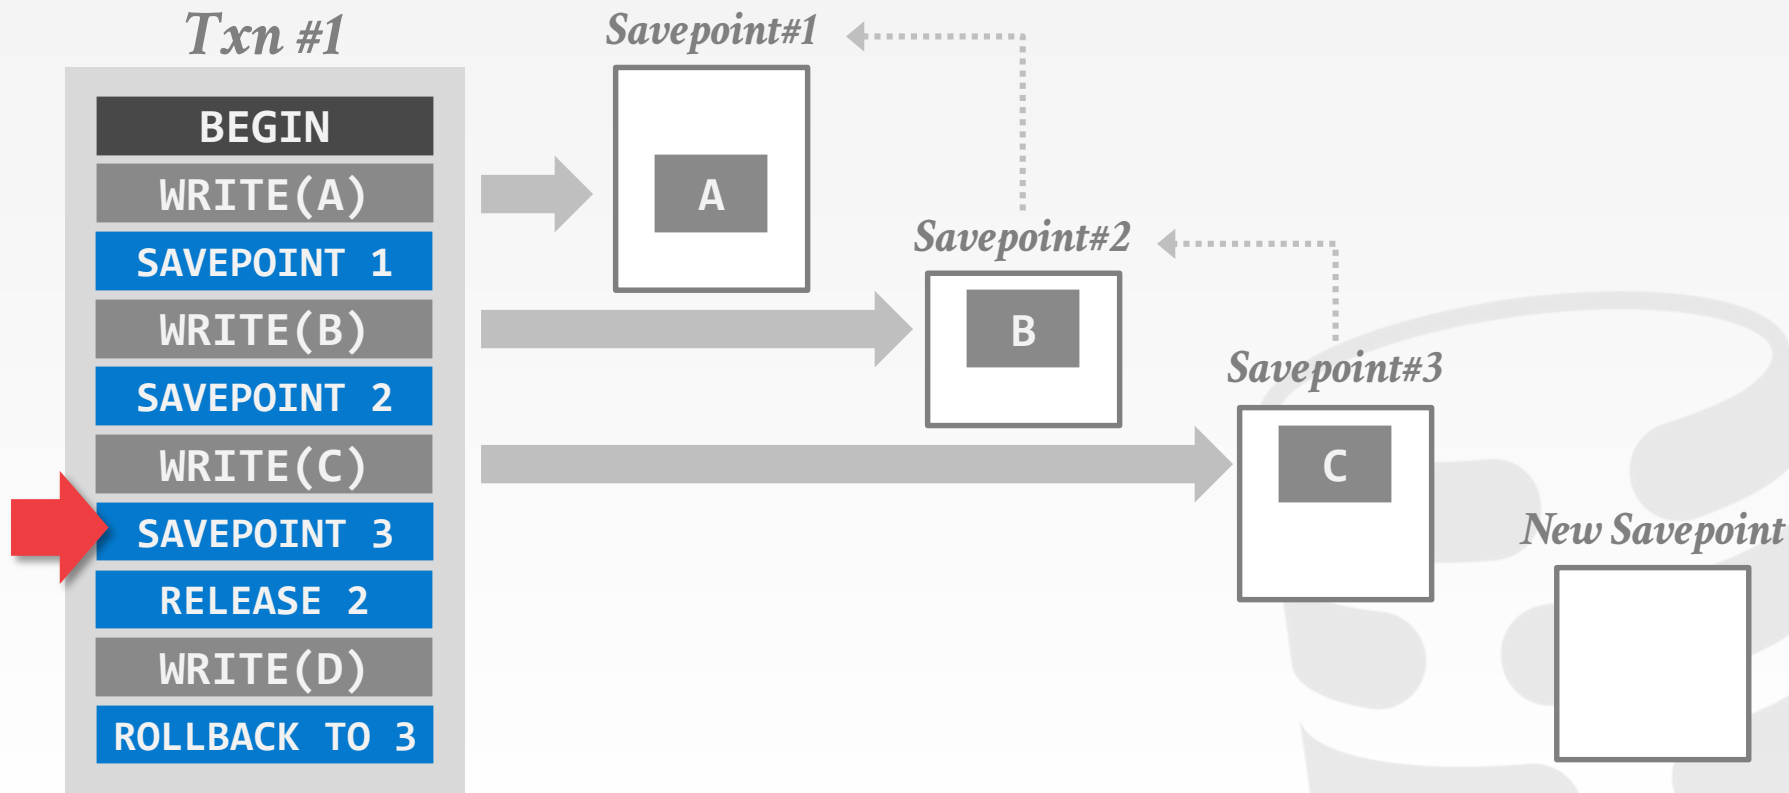 Txn #1
BEGIN
WRITE(A)
SAVEPOINT 1
WRITE(B)
SAVEPOINT 2
WRITE(C)
SAVEPOINT 3
RELEASE 2
WRITE(D)
ROLLBACK TO 3
Savepoint#1
A
Savepoint#2
B
Savepoint#3
C
New Savepoint